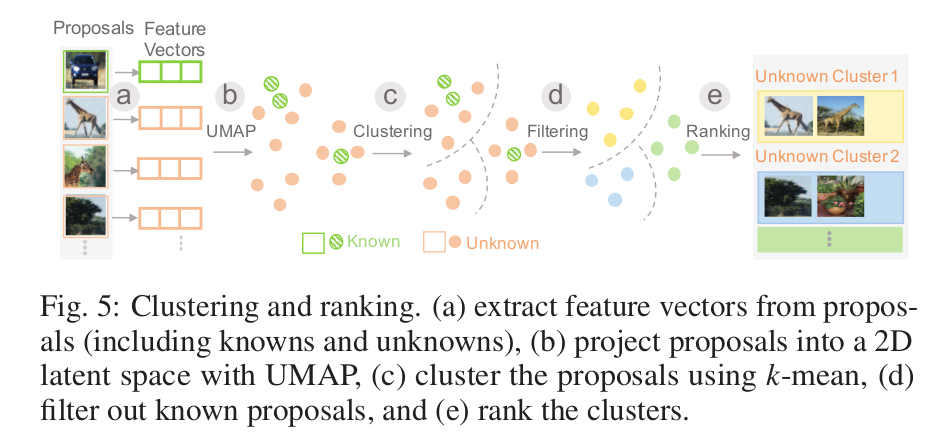 Proposals
Feature
Vectors
a
b
c
d
e
UMAP
Clustering
Filtering
Ranking
Unknown Cluster 1
Unknown Cluster 2
Known
Unknown
Fig. 5: Clustering and ranking. (a) extract feature vectors from propos-
als (including knowns and unknowns), (b) project proposals into a 2D
latent space with UMAP, (c) cluster the proposals using k-mean, (d)
filter out known proposals, and (e) rank the clusters.